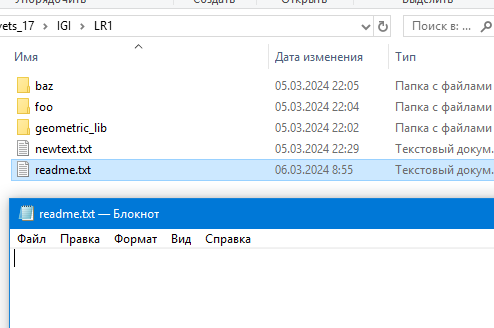 Упорядочить Создать Открыть Выделить
vets_17 > IGI > LR1 Поиск в: ...
Имя Дата изменения Тип
baz 05.03.2024 22:05 Папка с файлами
foo 05.03.2024 22:04 Папка с файлами
geometric_lib 05.03.2024 22:02 Папка с файлами
newtext.txt 05.03.2024 22:29 Текстовый докум...
readme.txt 06.03.2024 8:55 Текстовый докум...
readme.txt — Блокнот
Файл Правка Формат Вид Справка